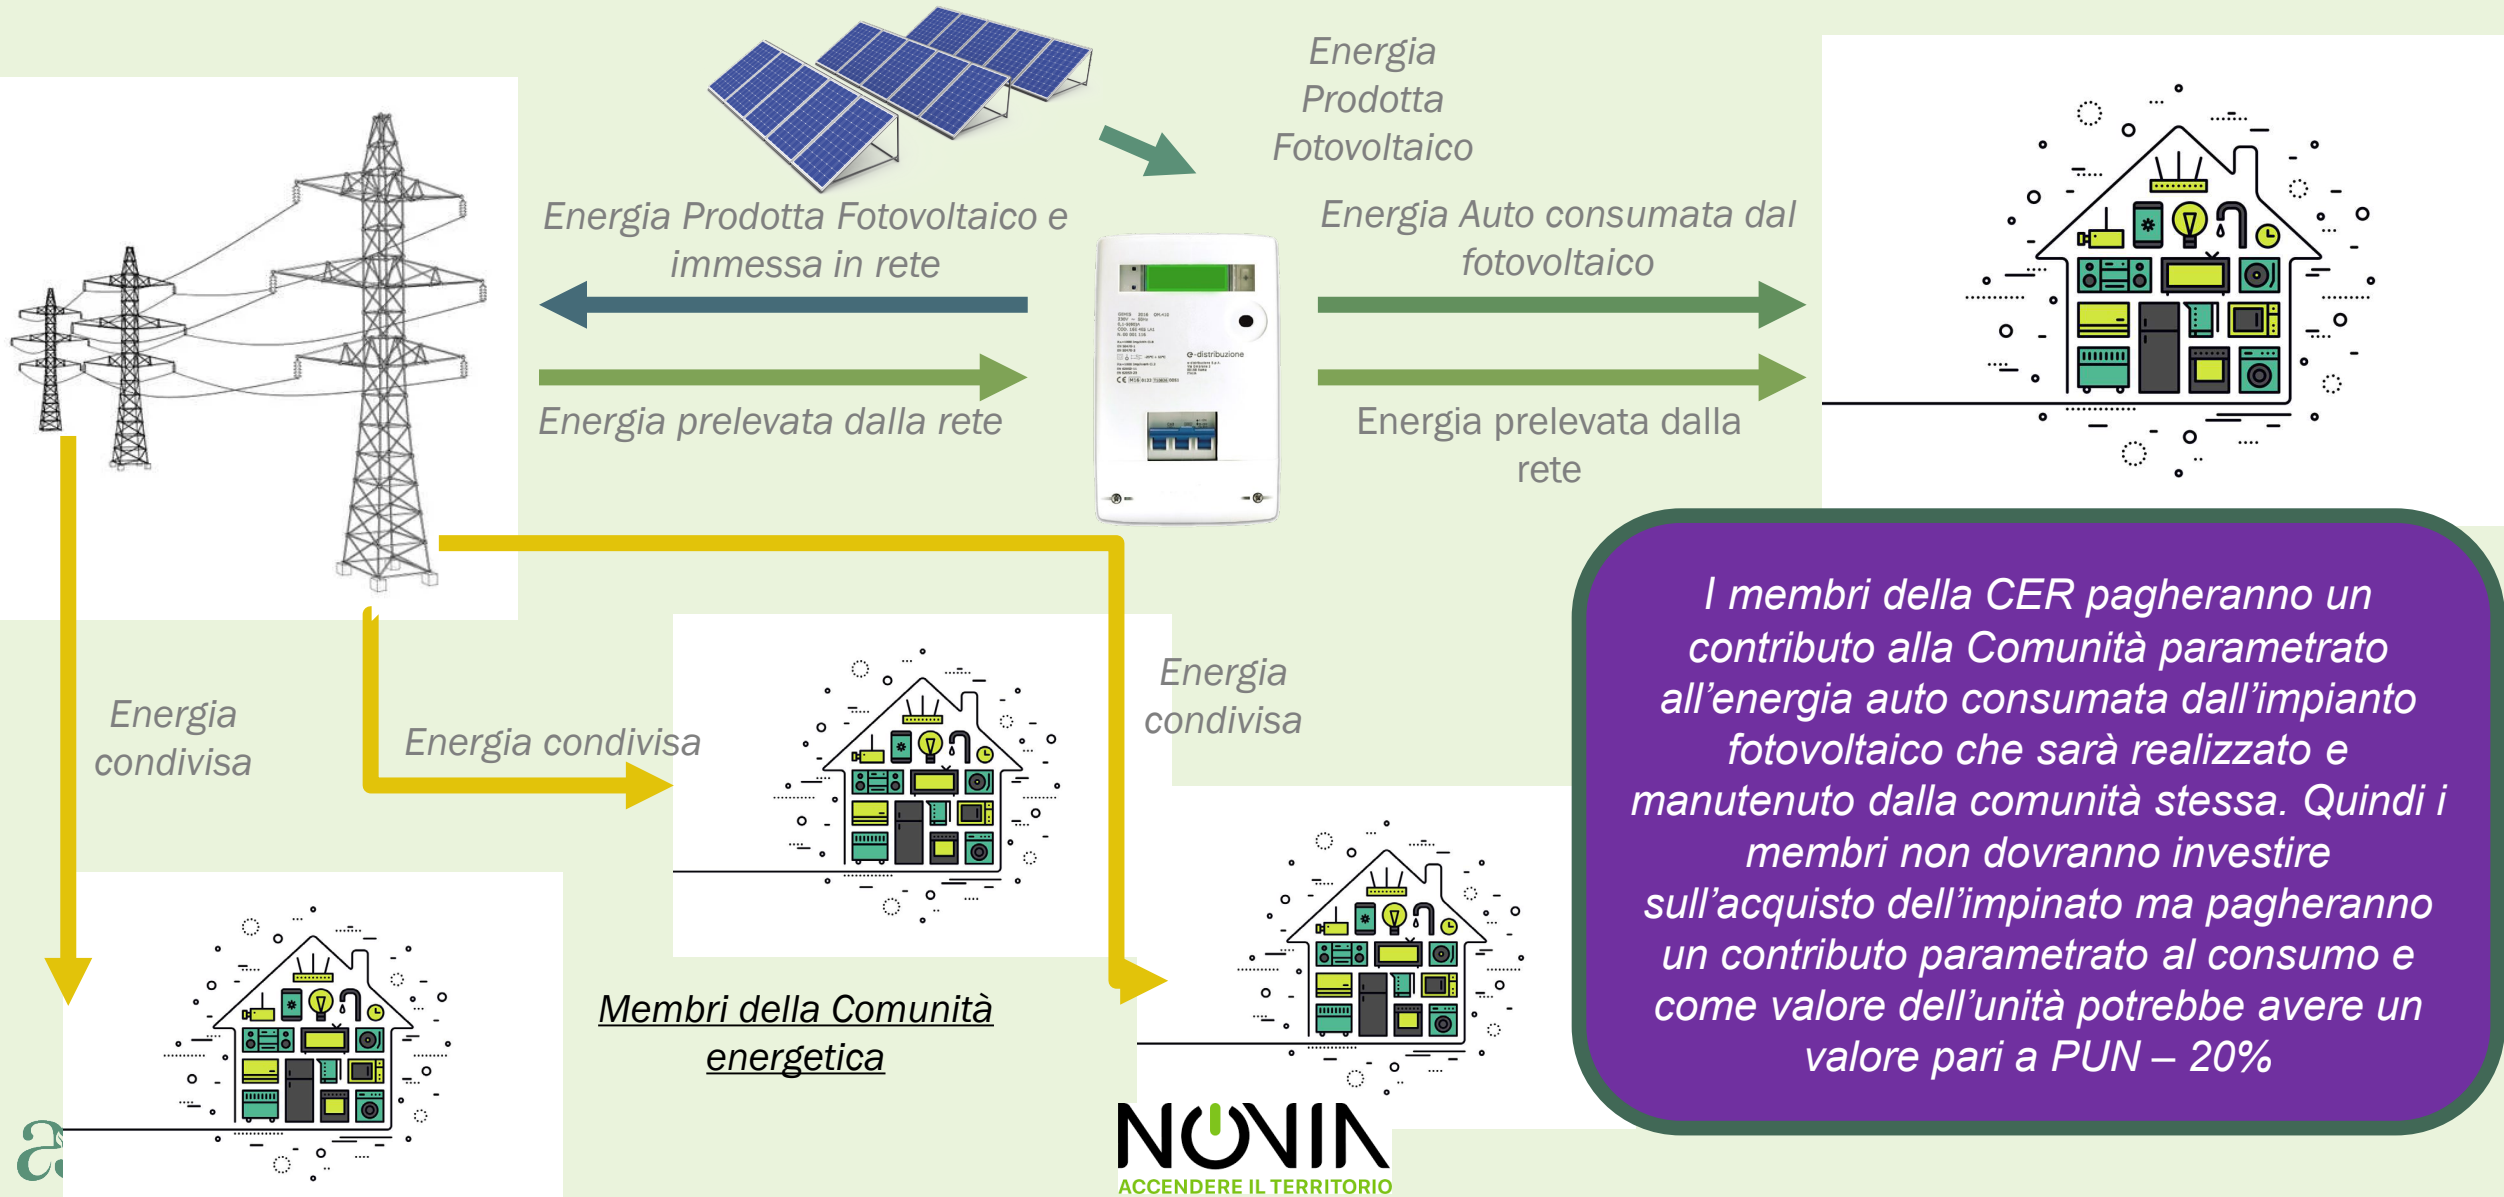 Energia
Prodotta
Fotovoltaico
Energia Prodotta Fotovoltaico e
immessa in rete
Energia Auto consumata dal
fotovoltaico
e-distribuzione
Energia prelevata dalla rete
Energia prelevata dalla
rete
I membri della CER pagheranno un
contributo alla Comunità parametrato
all’energia auto consumata dall’impianto
fotovoltaico che sarà realizzato e
manutenuto dalla comunità stessa. Quindi i
membri non dovranno investire
sull’acquisto dell’impinato ma pagheranno
un contributo parametrato al consumo e
come valore dell’unità potrebbe avere un
valore pari a PUN – 20%
Energia
condivisa
Energia condivisa
Energia
condivisa
Membri della Comunità
energetica
NOVIA
ACCENDERE IL TERRITORIO